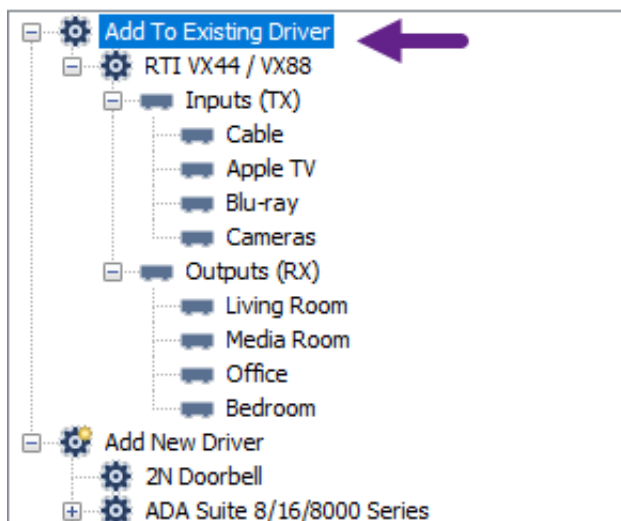 Add To Existing Driver
RTI VX44 / VX88
Inputs (TX)
Cable
Apple TV
Blu-ray
Cameras
Outputs (RX)
Living Room
Media Room
Office
Bedroom
Add New Driver
2N Doorbell
ADA Suite 8/16/8000 Series